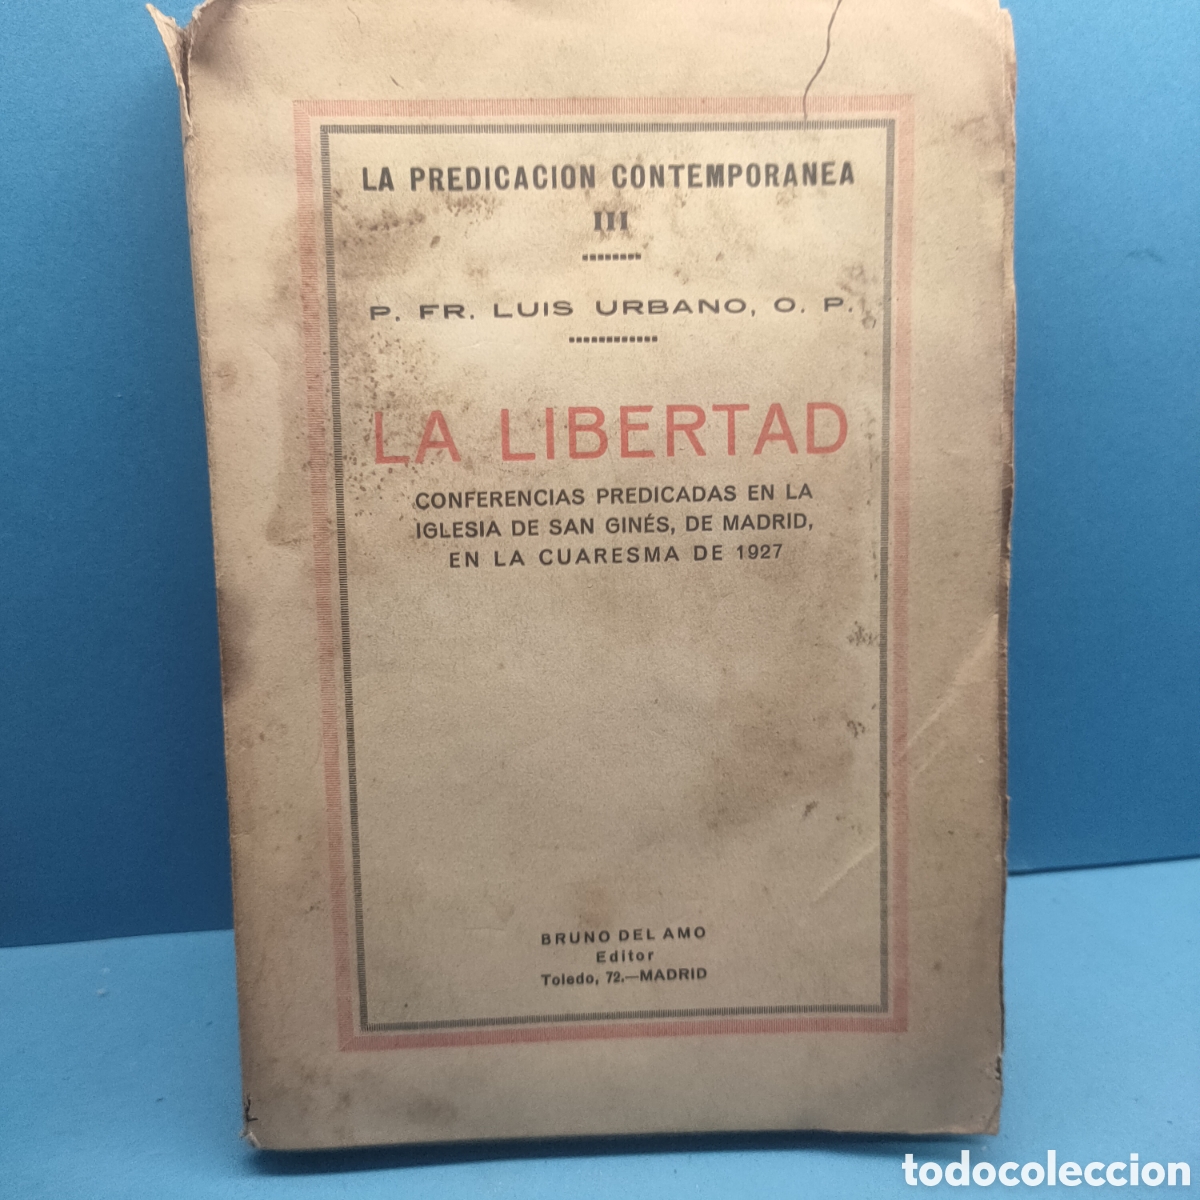 LA PREDICACION CONTEMPORANEA
III
P. FR. LUIS URBANO, O. P.
LA LIBERTAD
CONFERENCIAS PREDICADAS EN LA
IGLESIA DE SAN GINÉS, DE MADRID,
EN LA CUARESMA DE 1927
BRUNO DEL AMO
Editor
Toledo, 72.—MADRID
todocoleccion